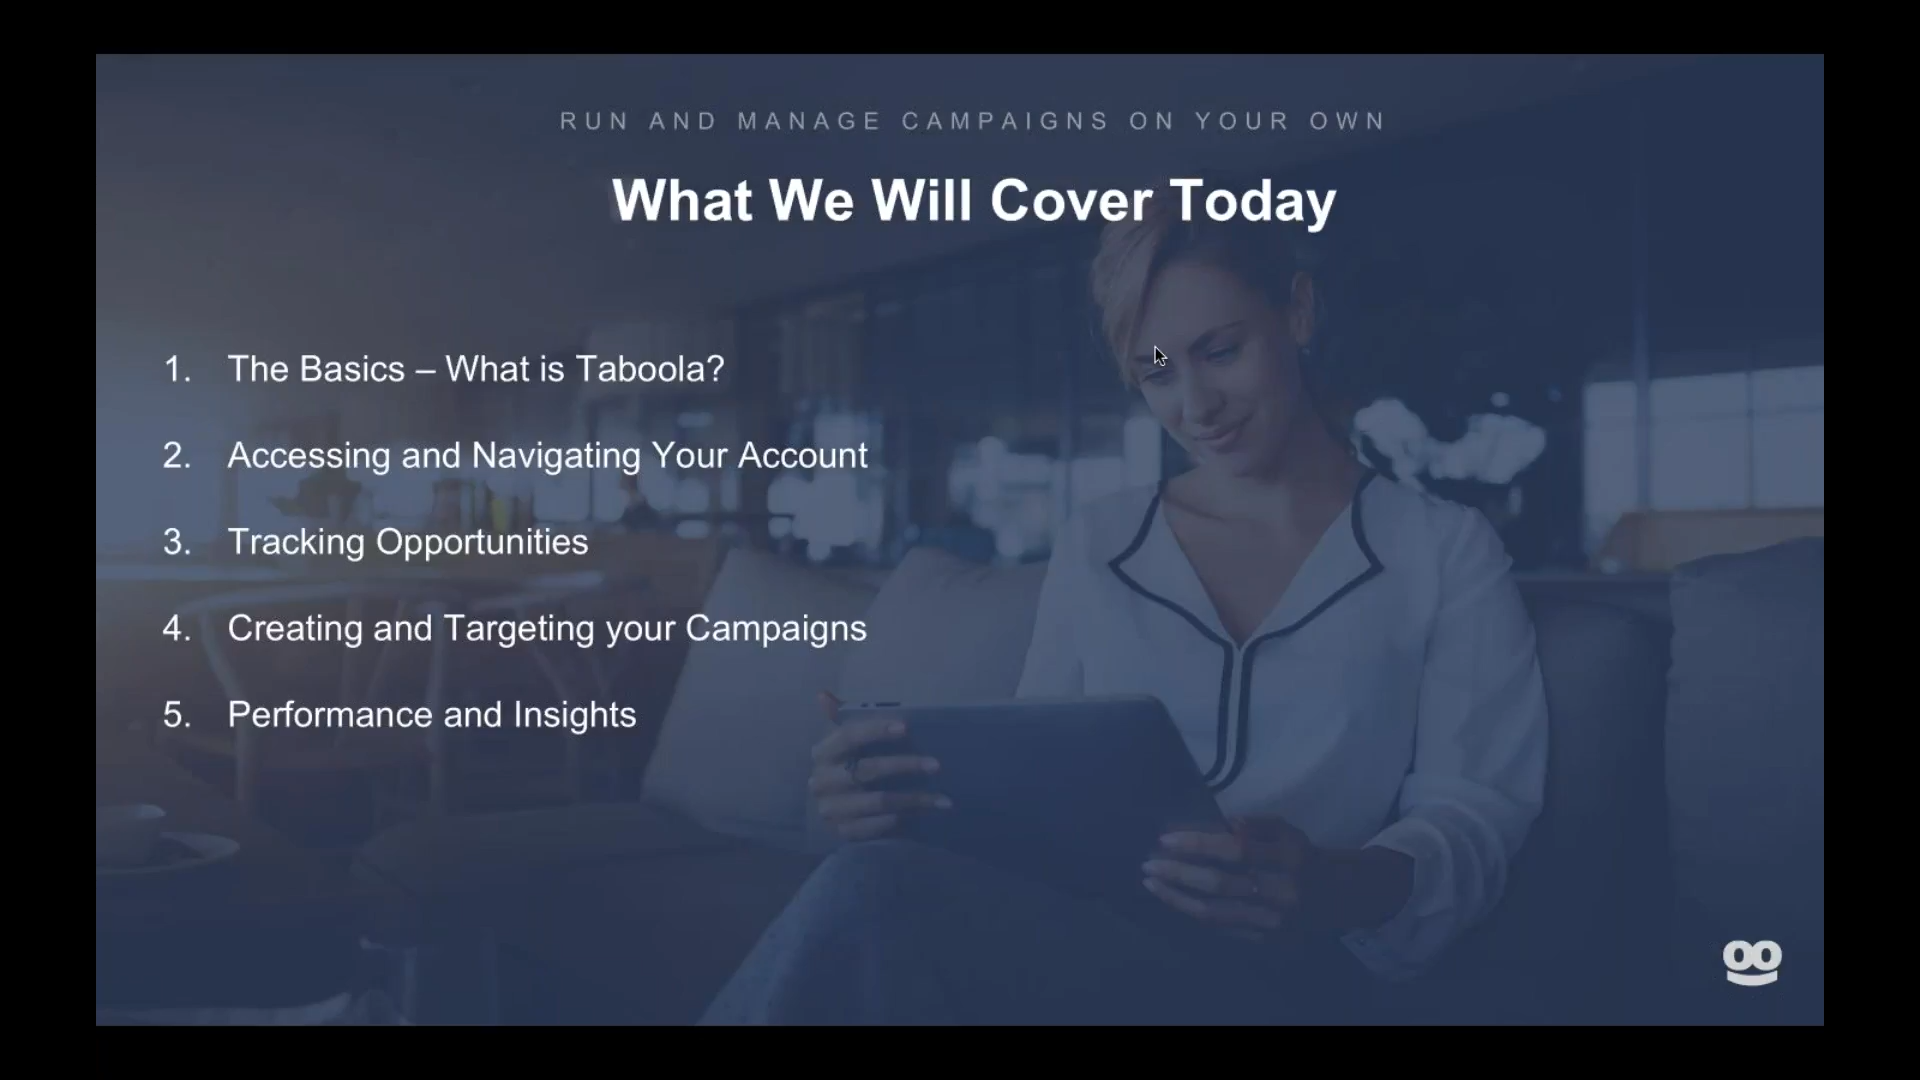 RUN AND MANAGE CAMPAIGNS ON YOUR OWN
What We Will Cover Today
1. The Basics – What is Taboola?
2. Accessing and Navigating Your Account
3. Tracking Opportunities
4. Creating and Targeting your Campaigns
5. Performance and Insights